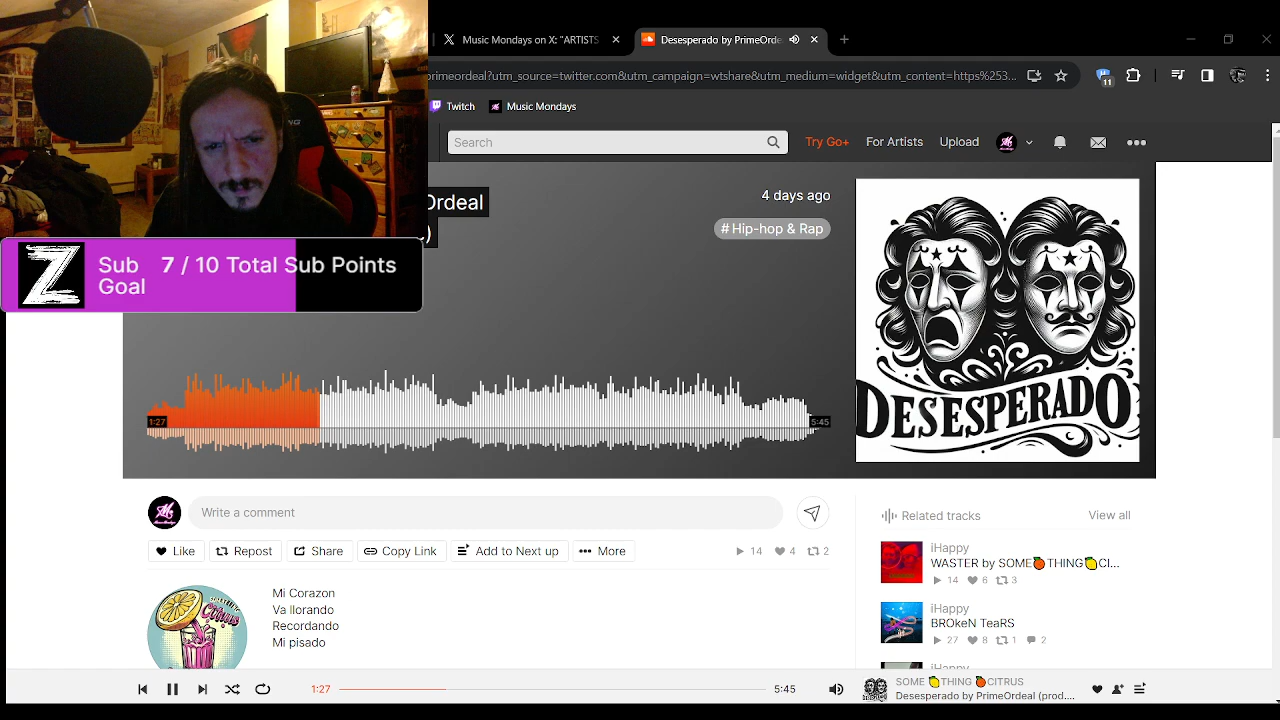 Music Mondays on X: "ARTISTS
Desesperado by PrimeOrde
primeordeal?utm_source=twitter.com&utm_campaign=wtshare&utm_medium=widget&utm_content=https%253...
11
Twitch
Music Mondays
Search
Try Go+
For Artists
Upload
Ordeal
)
4 days ago
# Hip-hop & Rap
Z
Sub Goal
7 / 10 Total Sub Points
DESESPERADO
1:27
5:45
Write a comment
Like
Repost
Share
Copy Link
Add to Next up
More
14
4
2
Related tracks
View all
iHappy
WASTER by SOME🍊THING🍋CI...
14
6
3
iHappy
BROkeN TeaRS
27
8
1
2
iHappy
Citrus
Mi Corazon
Va llorando
Recordando
Mi pisado
1:27
5:45
SOME 🍋THING 🍊CITRUS
Desesperado by PrimeOrdeal (prod....